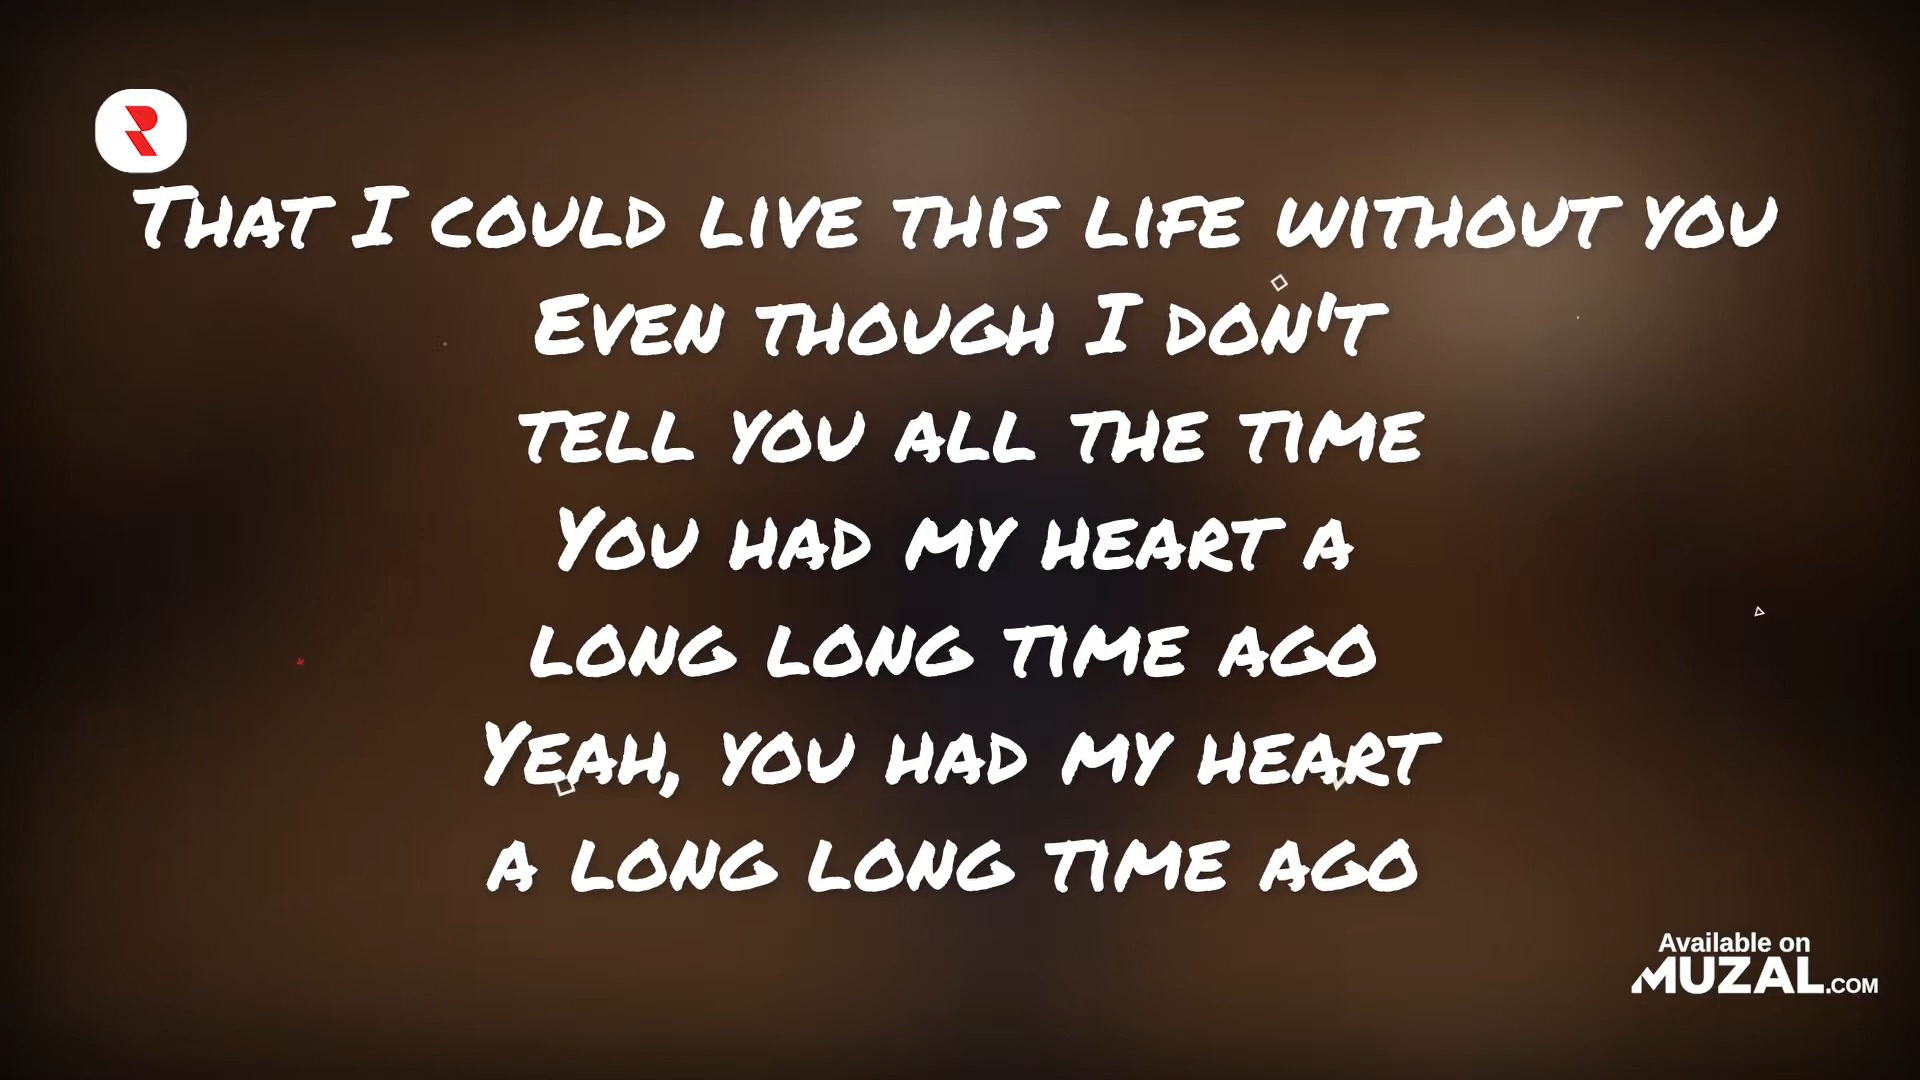 R
That I could live this life without you
Even though I don't
tell you all the time
You had my heart a
long long time ago
Yeah, you had my heart
a long long time ago
Available on
MUZAL.COM